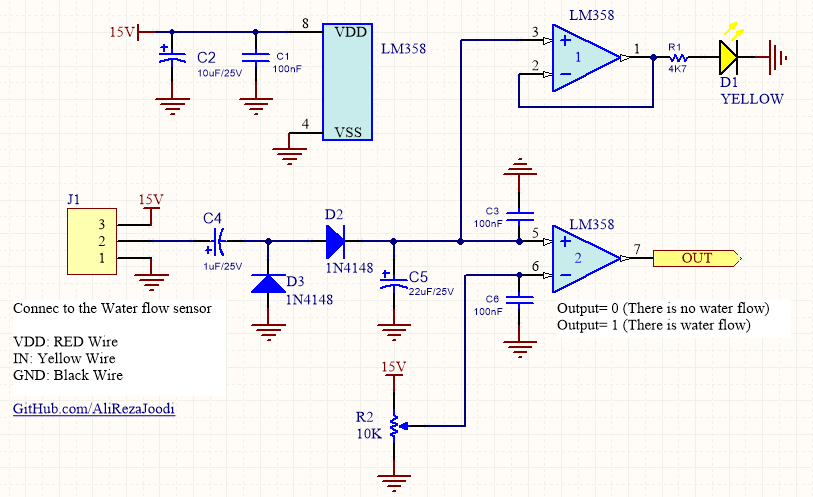 15V
C2
10uF/25V
C1
100nF
8
VDD
LM358
4
VSS
LM358
3
2
1
1
R1
4K7
D1
YELLOW
J1
15V
3
2
1
C4
1uF/25V
D2
1N4148
D3
1N4148
C5
22uF/25V
C3
100nF
LM358
5
6
2
7
OUT
C6
100nF
Output= 0 (There is no water flow)
Output= 1 (There is water flow)
Connec to the Water flow sensor
VDD: RED Wire
IN: Yellow Wire
GND: Black Wire
GitHub.com/AliRezaJoodi
15V
R2
10K